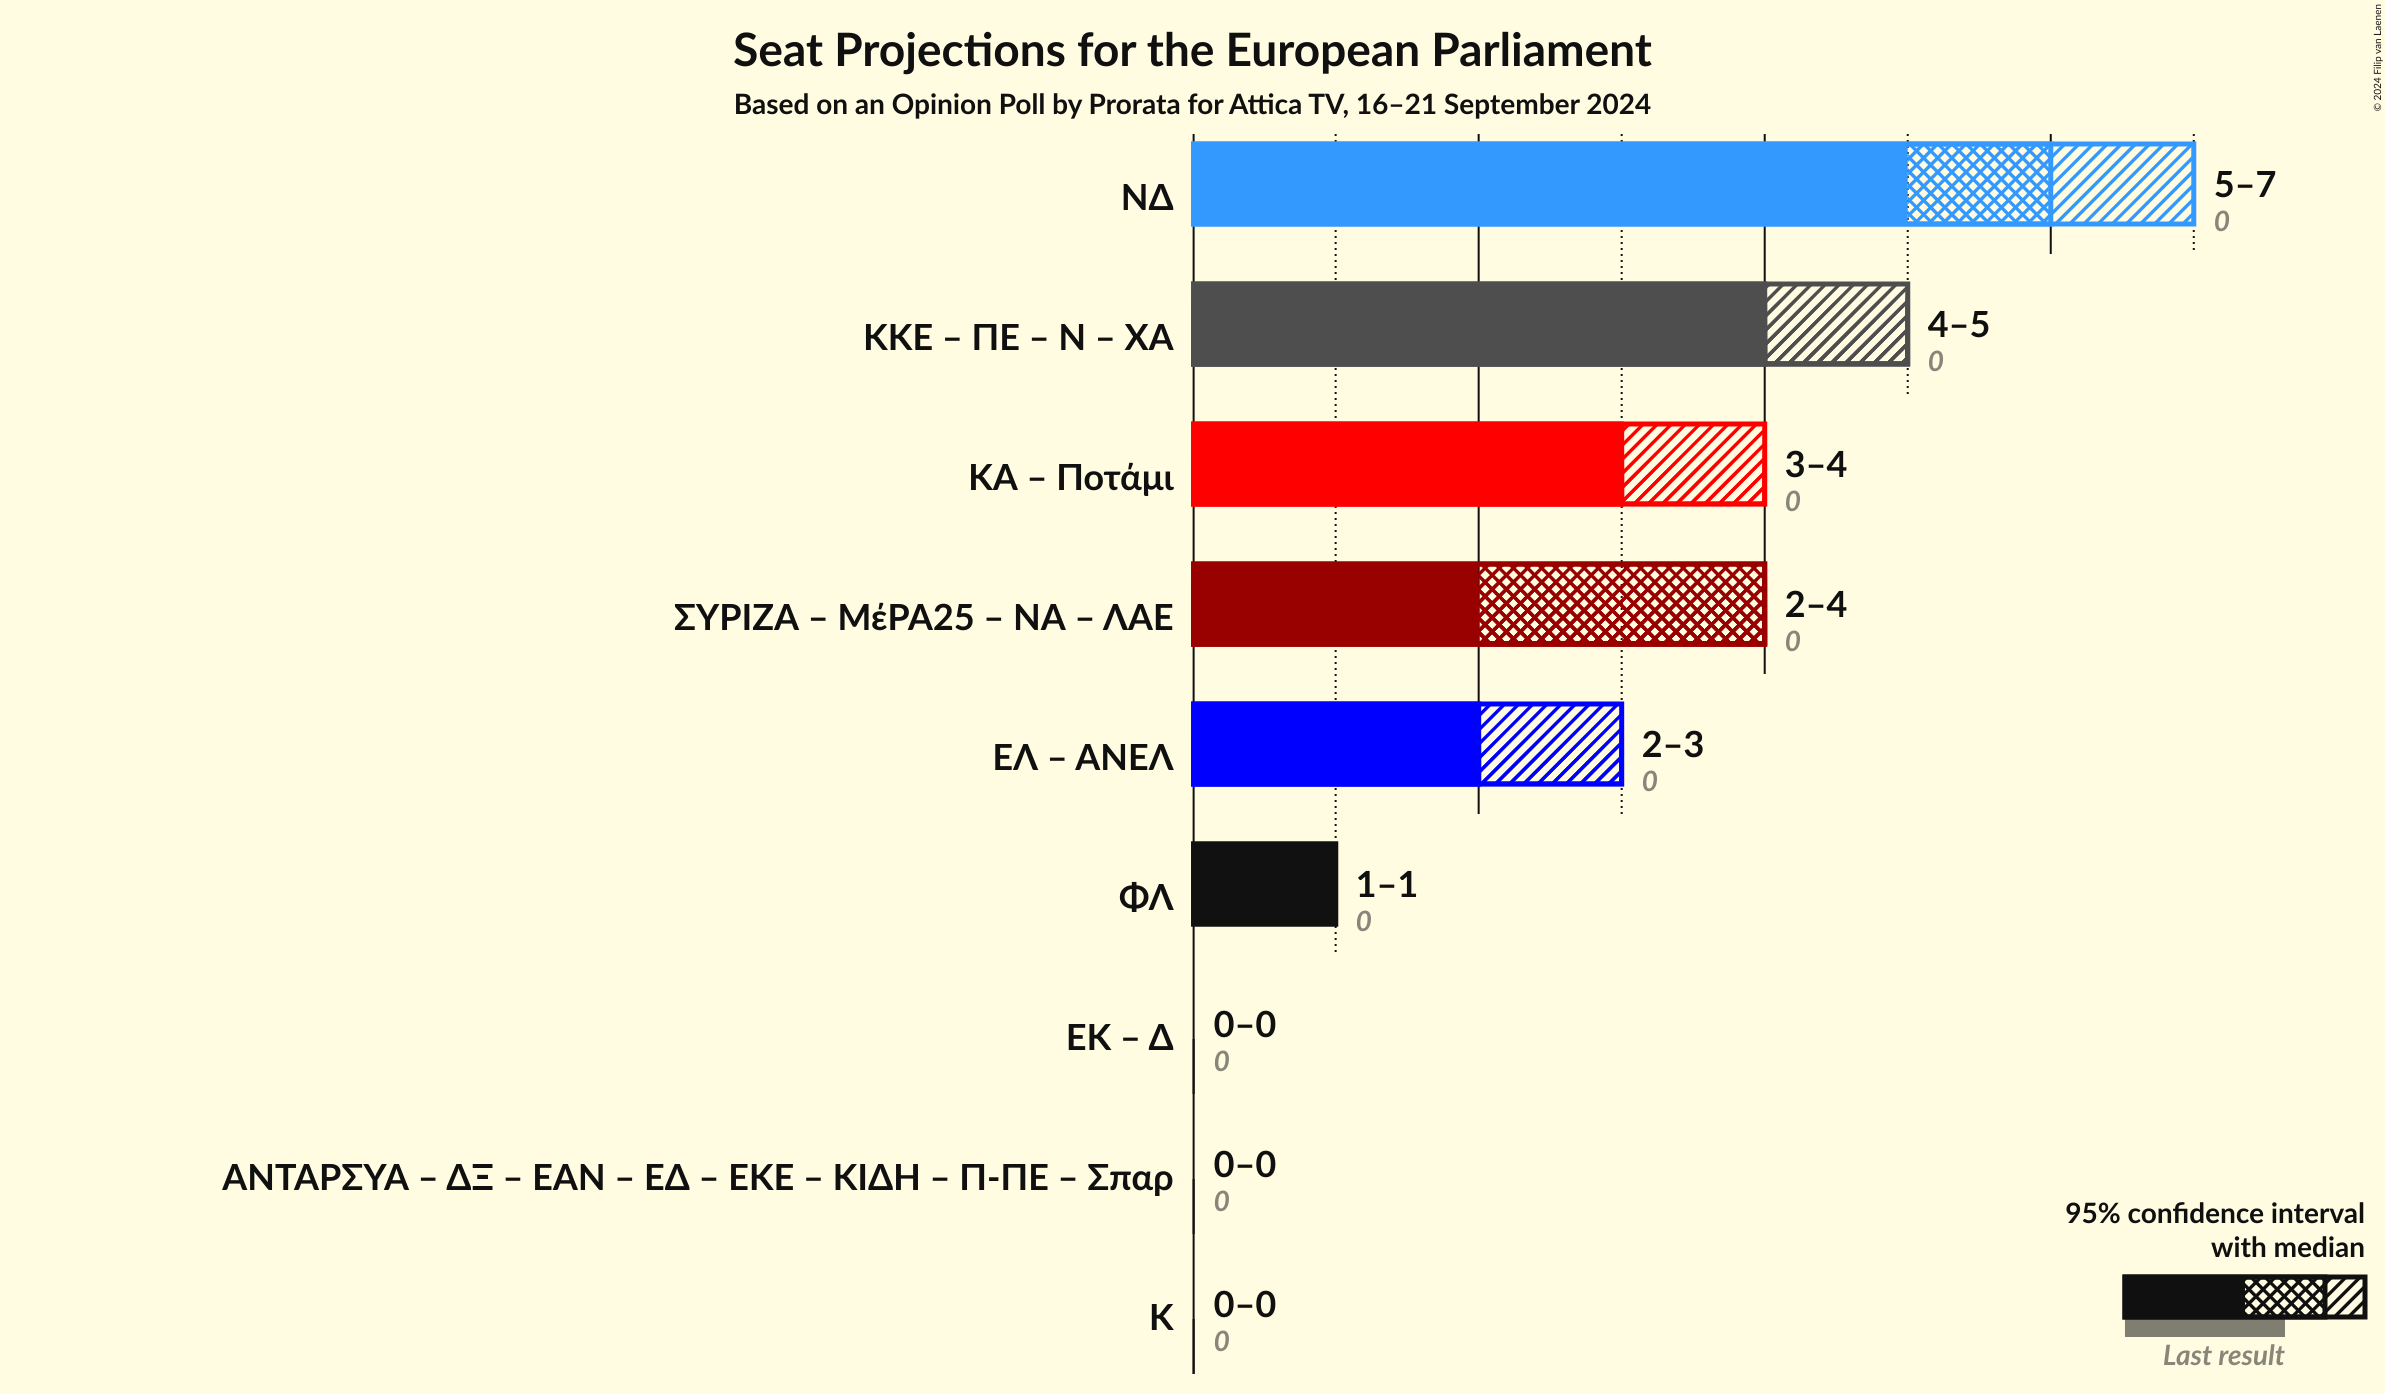 Seat Projections for the European Parliament
Based on an Opinion Poll by Prorata for Attica TV, 16–21 September 2024
© 2024 Filip van Laenen
ΝΔ
5–7
0
ΚΚΕ – ΠΕ – Ν – ΧΑ
4–5
0
ΚΑ – Ποτάμι
3–4
0
ΣΥΡΙΖΑ – ΜέΡΑ25 – ΝΑ – ΛΑΕ
2–4
0
ΕΛ – ΑΝΕΛ
2–3
0
ΦΛ
1–1
0
ΕΚ – Δ
0–0
0
ΑΝΤΑΡΣΥΑ – ΔΞ – ΕΑΝ – ΕΔ – ΕΚΕ – ΚΙΔΗ – Π-ΠΕ – Σπαρ
0–0
0
Κ
0–0
0
95% confidence interval
with median
Last result